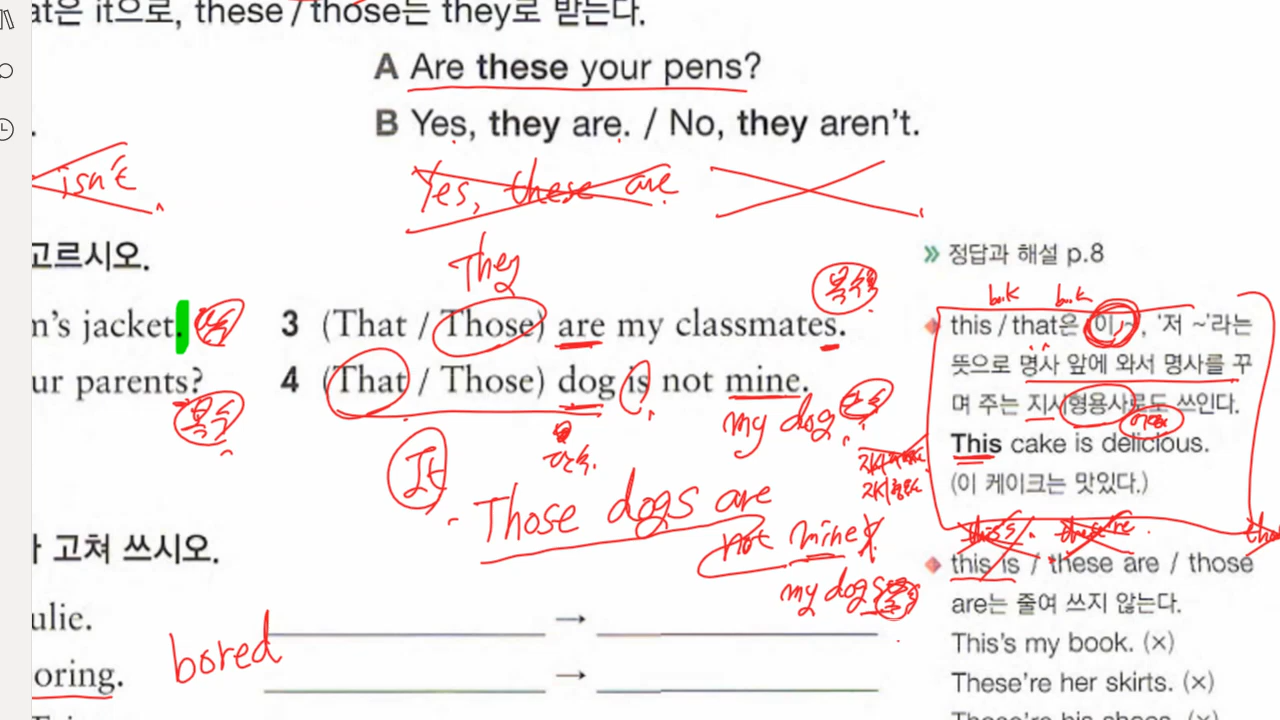 at은 it으로, these / those는 they로 받는다.
A Are these your pens?
B Yes, they are. / No, they aren't.
isn't
Yes, these are
They
고르시오.
정답과 해설 p.8
복수
m's jacket.
3 (That / Those) are my classmates.
this / that은 '이 ~', '저 ~'라는
뜻으로 명사 앞에 와서 명사를 꾸
며 주는 지시형용사로도 쓰인다.
This cake is delicious.
(이 케이크는 맛있다.)
ur parents?
4 (That / Those) dog is not mine.
복수
my dog
단수
It
Those dogs are
not mine
my dogs
고쳐 쓰시오.
this is / these are / those
are는 줄여 쓰지 않는다.
This's my book. (×)
These're her skirts. (×)
ulie.
→
bored
oring.
→